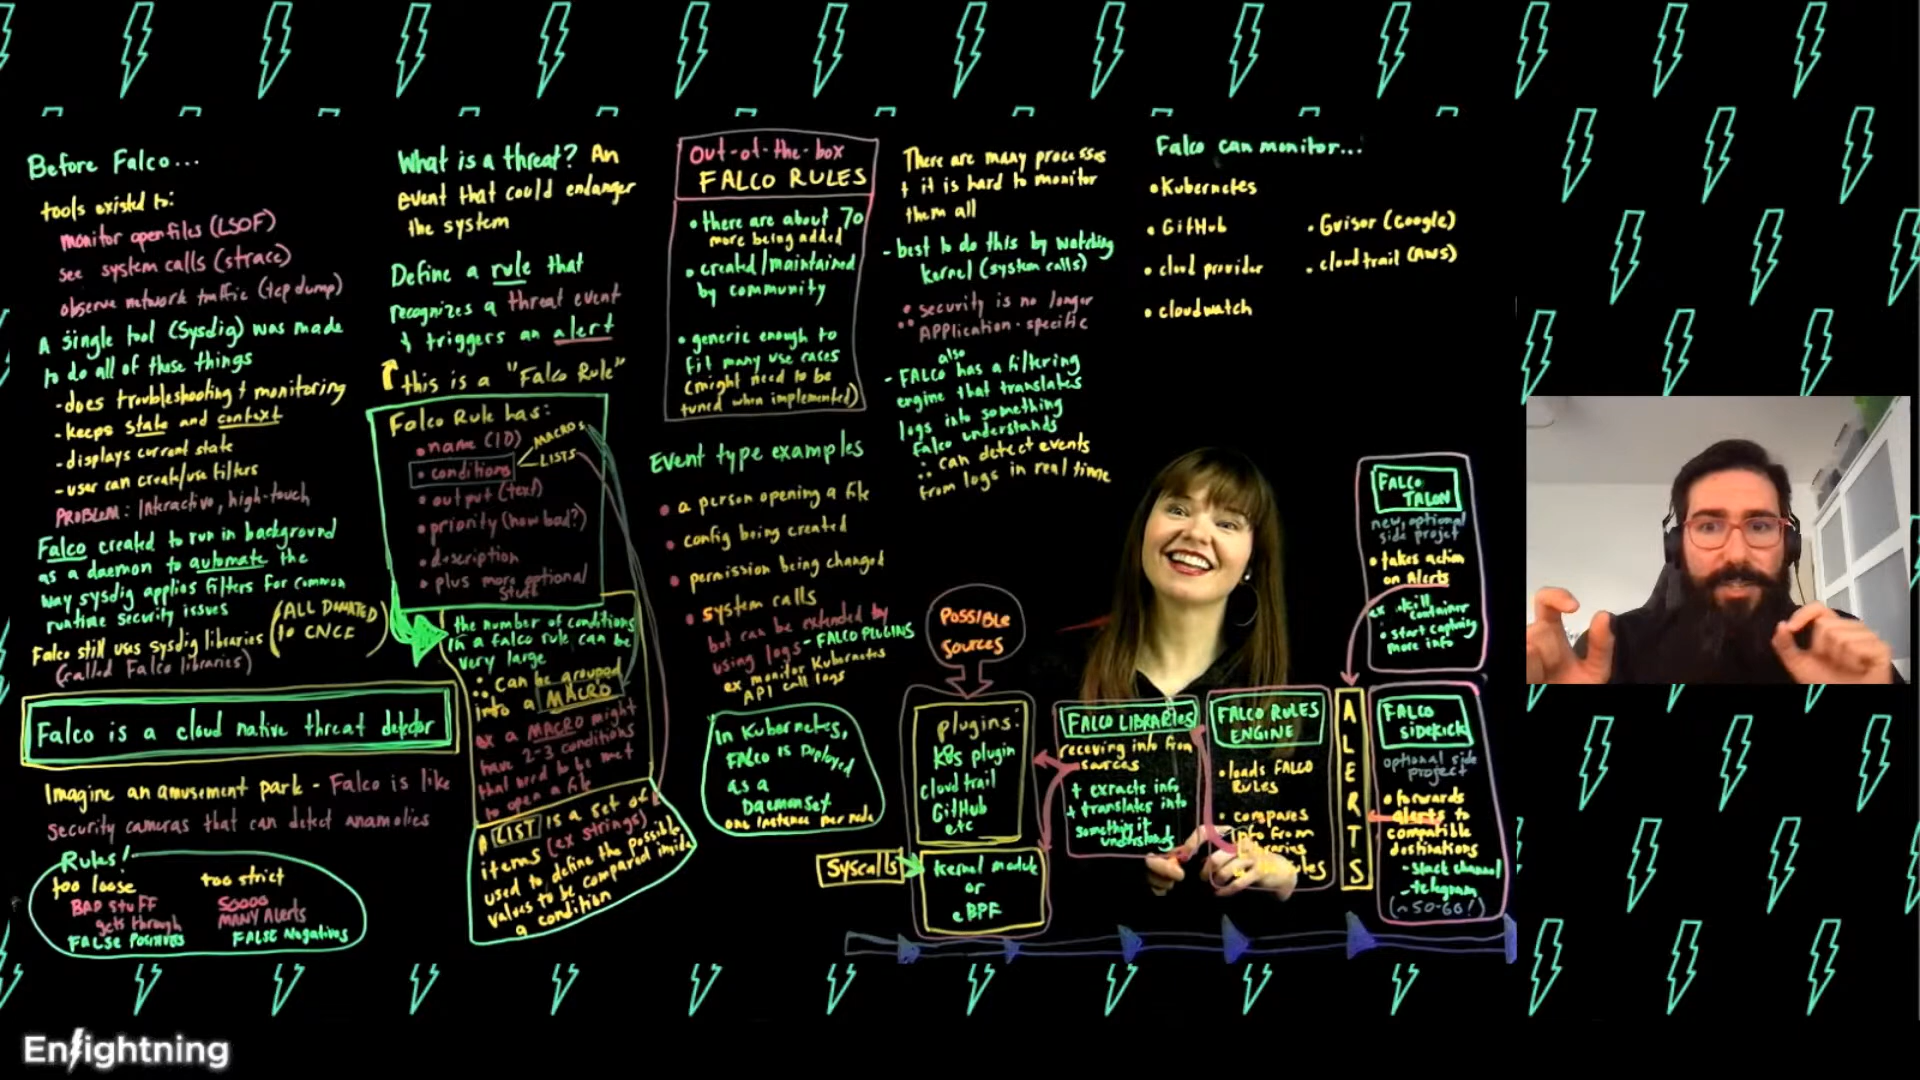 Before Falco...
tools existed to:
monitor open files (LSOF)
see system calls (strace)
observe network traffic (tcp dump)
A single tool (Sysdig) was made
to do all of these things
- does troubleshooting + monitoring
- keeps state and context
- displays current state
- user can create/use filters
PROBLEM: Interactive, high-touch
Falco created to run in background
as a daemon to automate the
way sysdig applies filters for common
runtime security issues
(ALL DONATED
to CNCF)
Falco still uses sysdig libraries
(called Falco libraries)
Falco is a cloud native threat detector
Imagine an amusement park - Falco is like
security cameras that can detect anamolies
Rules!
too loose
BAD STUFF
gets through
FALSE POSITIVES
too strict
SOOOO
MANY Alerts
FALSE Negatives
What is a threat? An
event that could endanger
the system
Define a rule that
recognizes a threat event
+ triggers an alert
this is a "Falco Rule"
Falco Rule has:
• name (ID)
• conditions
MACROS
LISTS
• output (text)
• priority (how bad?)
• description
• plus more optional
stuff
the number of conditions
in a falco rule can be
very large
∴ can be grouped
into a MACRO
ex a MACRO might
have 2-3 conditions
that need to be met
to open a file
A LIST is a set of
items (ex strings)
used to define the possible
values to be compared inside
a condition
Out-of-the-box
FALCO RULES
• there are about 70
more being added
• created/maintained
by community
• generic enough to
fit many use cases
(might need to be
tuned when implemented)
Event type examples
• a person opening a file
• config being created
• permission being changed
• system calls
but can be extended by
using logs - FALCO PLUGINS
ex monitor Kubernetes
API call logs
In Kubernetes,
FALCO is Deployed
as a
DaemonSet
one instance per node
There are many processes
+ it is hard to monitor
them all
- best to do this by watching
kernel (system calls)
security is no longer
APPlication-specific
also
- FALCO has a filtering
engine that translates
logs into something
Falco understands
∴ can detect events
from logs in real time
Falco can monitor...
• Kubernetes
• GitHub
• cloud provider
• cloudwatch
• Gvisor (Google)
• cloudtrail (AWS)
Possible
sources
plugins:
k8s plugin
cloud trail
GitHub
etc
Syscalls
kernel module
or
eBPF
FALCO LIBRARIES
receving info from
sources
+ exracts info
+ translates into
something it
understands
FALCO RULES
ENGINE
• loads FALCO
RULES
• compares
info from
libraries
rules
ALERTS
FALCO
TALON
new, optional
side projet
• takes action
on Alerts
ex • kill
container
• start capturing
more info
FALCO
SIDEKICK
optional side
project
• forwards
alerts to
compatible
destinations
- slack channel
- telegram
(~50-60!)
Enlightning